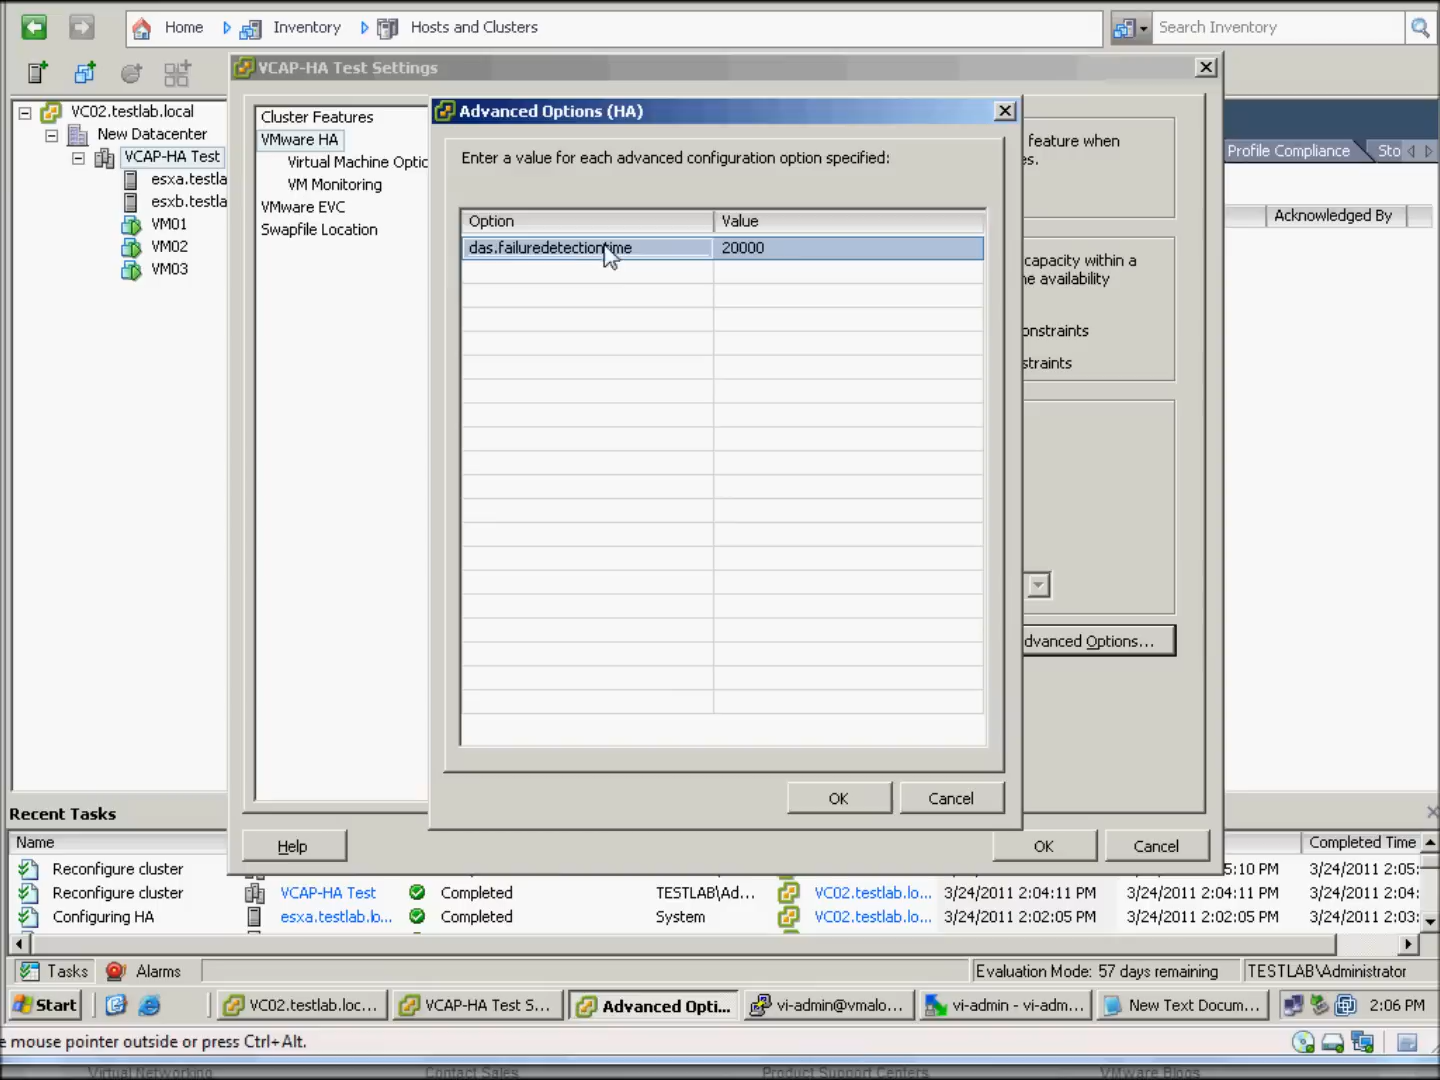 Home
Inventory
Hosts and Clusters
Search Inventory
VCAP-HA Test Settings
VC02.testlab.local
New Datacenter
VCAP-HA Test
esxa.testla
esxb.testla
VM01
VM02
VM03
Cluster Features
VMware HA
Virtual Machine Optic
VM Monitoring
VMware EVC
Swapfile Location
Advanced Options (HA)
Enter a value for each advanced configuration option specified:
Option Value
das.failuredetectiontime 20000
OK Cancel
feature when
es.
capacity within a
ne availability
onstraints
straints
dvanced Options...
Profile Compliance Sto
Acknowledged By
Help
OK Cancel
Recent Tasks
Name
Completed Time
Reconfigure cluster 5:10 PM 3/24/2011 2:05:
Reconfigure cluster VCAP-HA Test Completed TESTLAB\Ad... VC02.testlab.lo... 3/24/2011 2:04:11 PM 3/24/2011 2:04:11 PM 3/24/2011 2:04:
Configuring HA esxa.testlab.lo... Completed System VC02.testlab.lo... 3/24/2011 2:02:05 PM 3/24/2011 2:02:05 PM 3/24/2011 2:03:
Tasks Alarms Evaluation Mode: 57 days remaining TESTLAB\Administrator
Start VC02.testlab.loc... VCAP-HA Test S... Advanced Opti... vi-admin@vmalo... vi-admin - vi-adm... New Text Docum... 2:06 PM
e mouse pointer outside or press Ctrl+Alt.
Virtual Networking Contact Sales Product Support Centers VMware Blogs